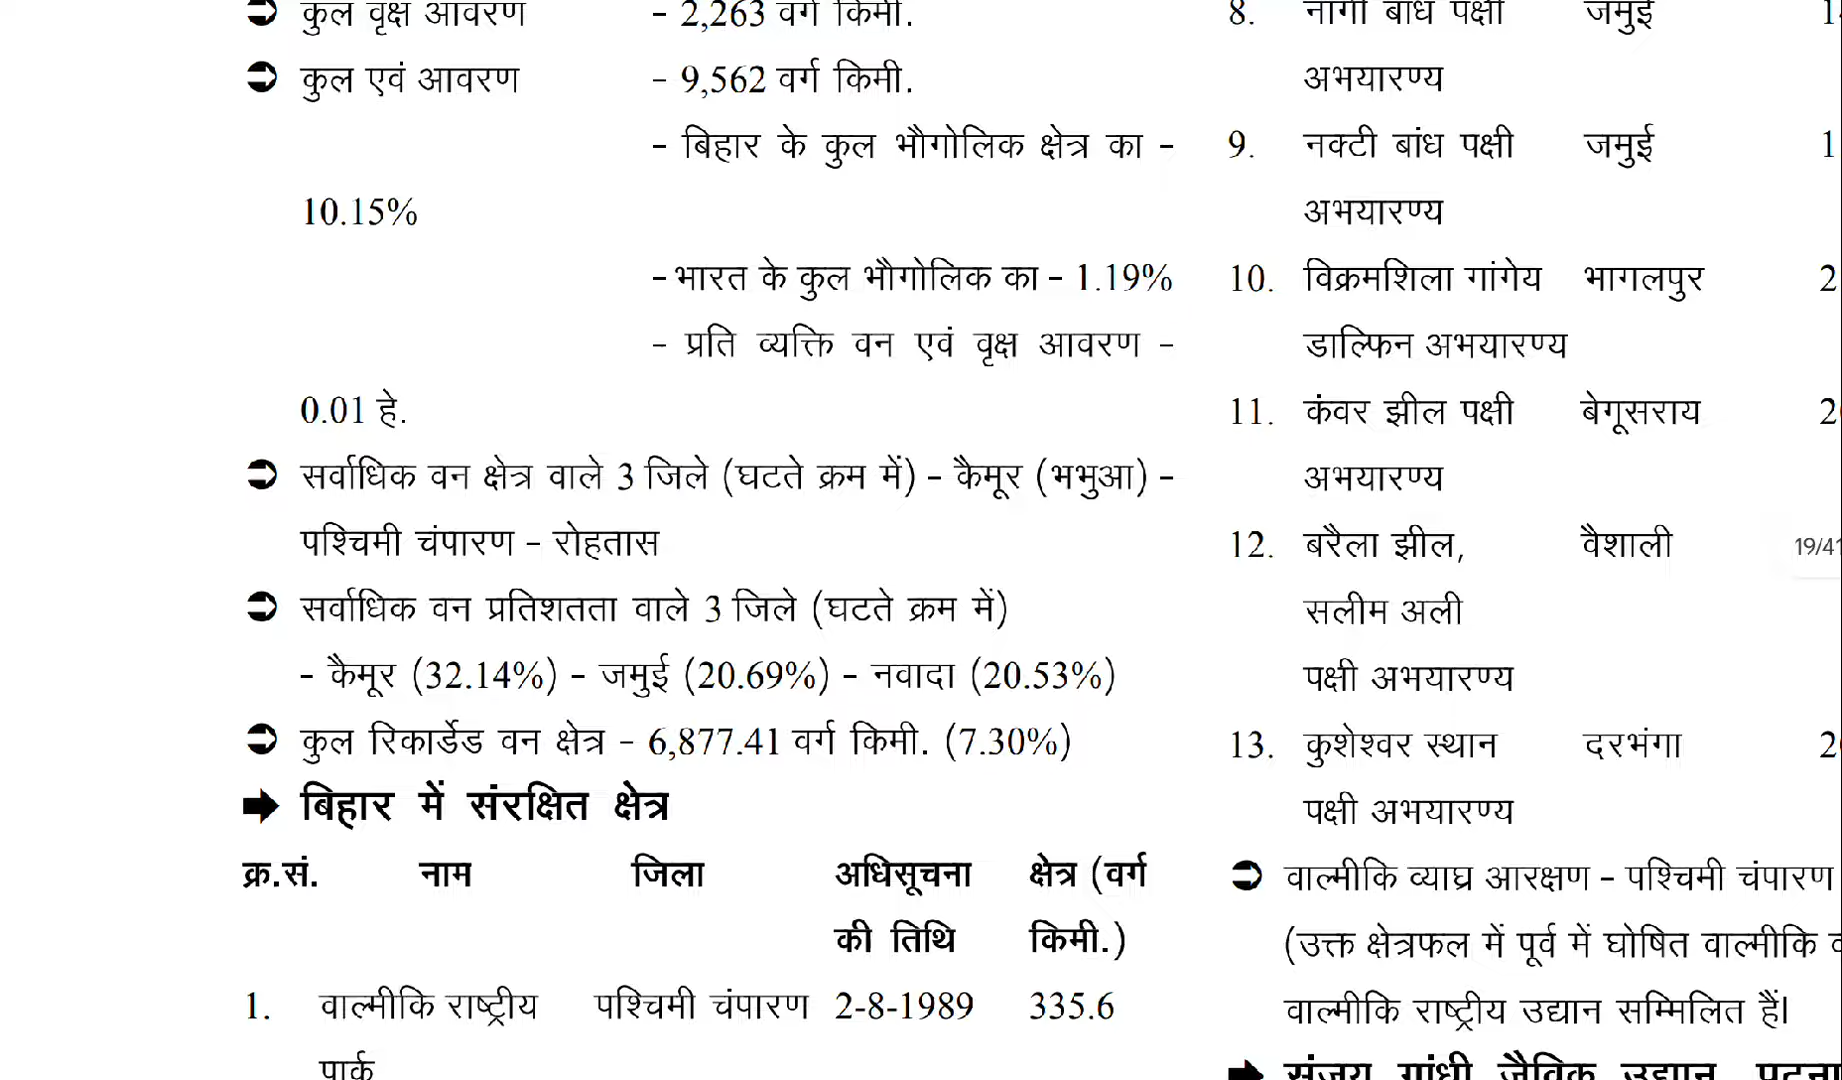 ➲ कुल वृक्ष आवरण - 2,263 वर्ग किमी.
➲ कुल एवं आवरण - 9,562 वर्ग किमी.
- बिहार के कुल भौगोलिक क्षेत्र का -
10.15%
- भारत के कुल भौगोलिक का - 1.19%
- प्रति व्यक्ति वन एवं वृक्ष आवरण -
0.01 हे.
➲ सर्वाधिक वन क्षेत्र वाले 3 जिले (घटते क्रम में) - कैमूर (भभुआ) -
पश्चिमी चंपारण - रोहतास
➲ सर्वाधिक वन प्रतिशतता वाले 3 जिले (घटते क्रम में)
- कैमूर (32.14%) - जमुई (20.69%) - नवादा (20.53%)
➲ कुल रिकार्डेड वन क्षेत्र - 6,877.41 वर्ग किमी. (7.30%)
➡ बिहार में संरक्षित क्षेत्र
क्र.सं. नाम जिला अधिसूचना क्षेत्र (वर्ग
की तिथि किमी.)
1. वाल्मीकि राष्ट्रीय पश्चिमी चंपारण 2-8-1989 335.6
पार्क
8. नागी बांध पक्षी जमुई
अभयारण्य
9. नक्टी बांध पक्षी जमुई
अभयारण्य
10. विक्रमशिला गांगेय भागलपुर
डाल्फिन अभयारण्य
11. कंवर झील पक्षी बेगूसराय
अभयारण्य
12. बरैला झील, वैशाली
सलीम अली
पक्षी अभयारण्य
13. कुशेश्वर स्थान दरभंगा
पक्षी अभयारण्य
➲ वाल्मीकि व्याघ्र आरक्षण - पश्चिमी चंपारण
(उक्त क्षेत्रफल में पूर्व में घोषित वाल्मीकि
वाल्मीकि राष्ट्रीय उद्यान सम्मिलित हैं।
➡ संजय गांधी जैविक उद्यान, पटना
19/41